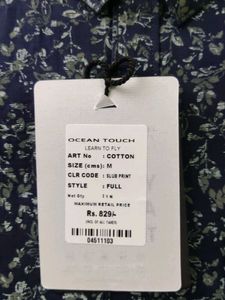 OCEAN TOUCH
LEARN TO FLY
ART No : COTTON
SIZE (cms): M
CLR CODE : SLUB PRINT
STYLE : FULL
Net Qty : 1 N
MAXIMUM RETAIL PRICE
Rs. 829/-
(INCL OF ALL TAXES)
04511103